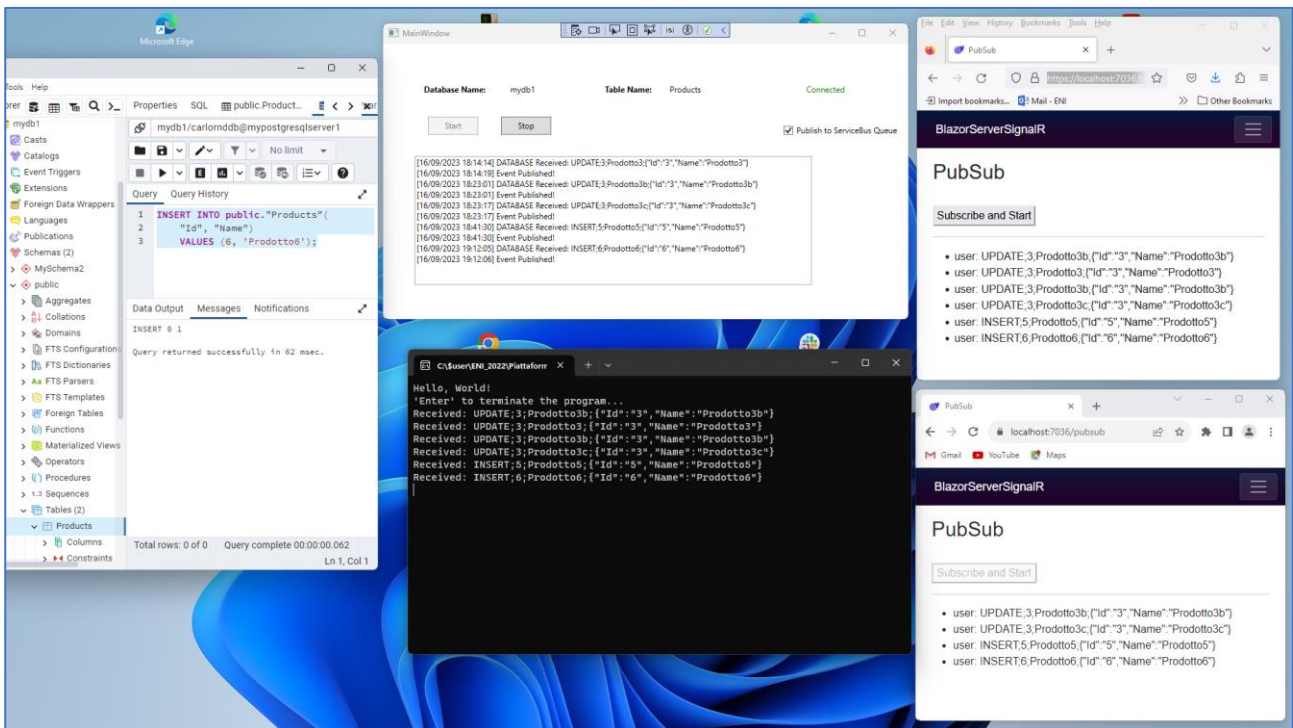 Microsoft Edge
Tools Help
Properties SQL public.Product...
mydb1
Casts
Catalogs
Event Triggers
Extensions
Foreign Data Wrappers
Languages
Publications
Schemas (2)
MySchema2
public
Aggregates
Collations
Domains
FTS Configuration
FTS Dictionaries
FTS Parsers
FTS Templates
Foreign Tables
Functions
Materialized Views
Operators
Procedures
Sequences
Tables (2)
Products
Columns
Constraints
mydb1/carlornddb@mypostgresqlserver1
No limit
Query Query History
1 INSERT INTO public."Products"(
2 "Id", "Name")
3 VALUES (6, 'Prodotto6');
Data Output Messages Notifications
INSERT 0 1
Query returned successfully in 62 msec.
Total rows: 0 of 0 Query complete 00:00:00.062
Ln 1, Col 1
MainWindow
Database Name: mydb1 Table Name: Products Connected
Start Stop Publish to ServiceBus Queue
[16/09/2023 18:14:14] DATABASE Received: UPDATE;3;Prodotto3;{"Id":"3","Name":"Prodotto3"}
[16/09/2023 18:14:19] Event Published!
[16/09/2023 18:23:01] DATABASE Received: UPDATE;3;Prodotto3b;{"Id":"3","Name":"Prodotto3b"}
[16/09/2023 18:23:01] Event Published!
[16/09/2023 18:23:17] DATABASE Received: UPDATE;3;Prodotto3c;{"Id":"3","Name":"Prodotto3c"}
[16/09/2023 18:23:17] Event Published!
[16/09/2023 18:41:30] DATABASE Received: INSERT;5;Prodotto5;{"Id":"5","Name":"Prodotto5"}
[16/09/2023 18:41:30] Event Published!
[16/09/2023 19:12:05] DATABASE Received: INSERT;6;Prodotto6;{"Id":"6","Name":"Prodotto6"}
[16/09/2023 19:12:06] Event Published!
C:\$user\ENI_2022\Piattaforr
Hello, World!
'Enter' to terminate the program...
Received: UPDATE;3;Prodotto3b;{"Id":"3","Name":"Prodotto3b"}
Received: UPDATE;3;Prodotto3;{"Id":"3","Name":"Prodotto3"}
Received: UPDATE;3;Prodotto3b;{"Id":"3","Name":"Prodotto3b"}
Received: UPDATE;3;Prodotto3c;{"Id":"3","Name":"Prodotto3c"}
Received: INSERT;5;Prodotto5;{"Id":"5","Name":"Prodotto5"}
Received: INSERT;6;Prodotto6;{"Id":"6","Name":"Prodotto6"}
File Edit View History Bookmarks Tools Help
PubSub
https://localhost:7036/
Import bookmarks... Mail - ENI Other Bookmarks
BlazorServerSignalR
PubSub
Subscribe and Start
user: UPDATE;3;Prodotto3b;{"Id":"3","Name":"Prodotto3b"}
user: UPDATE;3;Prodotto3;{"Id":"3","Name":"Prodotto3"}
user: UPDATE;3;Prodotto3b;{"Id":"3","Name":"Prodotto3b"}
user: UPDATE;3;Prodotto3c;{"Id":"3","Name":"Prodotto3c"}
user: INSERT;5;Prodotto5;{"Id":"5","Name":"Prodotto5"}
user: INSERT;6;Prodotto6;{"Id":"6","Name":"Prodotto6"}
PubSub
localhost:7036/pubsub
Gmail YouTube Maps
BlazorServerSignalR
PubSub
Subscribe and Start
user: UPDATE;3;Prodotto3b;{"Id":"3","Name":"Prodotto3b"}
user: UPDATE;3;Prodotto3c;{"Id":"3","Name":"Prodotto3c"}
user: INSERT;5;Prodotto5;{"Id":"5","Name":"Prodotto5"}
user: INSERT;6;Prodotto6;{"Id":"6","Name":"Prodotto6"}